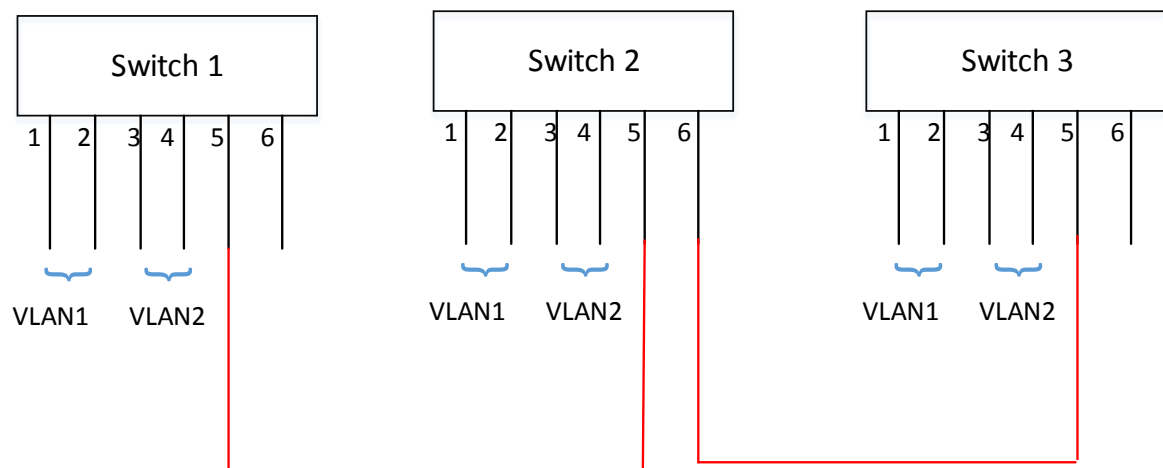 Switch 1
Switch 2
Switch 3
1 2 3 4 5 6
1 2 3 4 5 6
1 2 3 4 5 6
VLAN1 VLAN2
VLAN1 VLAN2
VLAN1 VLAN2